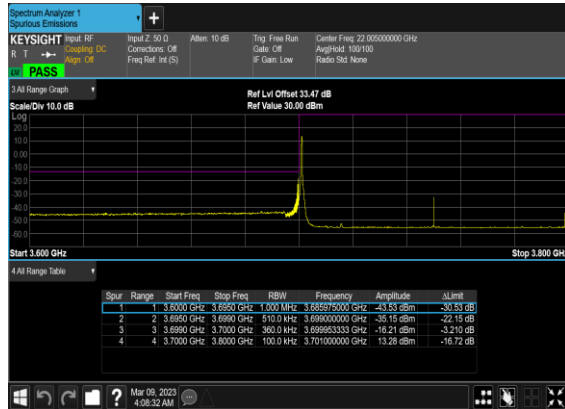 Spectrum Analyzer 1
Spurious Emissions
+
KEYSIGHT Input: RF Input Z: 50 Ω Atten: 10 dB Trig: Free Run Center Freq: 22.005000000 GHz
R T Coupling: DC Corrections: Off Gate: Off Avg|Hold: 100/100
Align: Off Freq Ref: Int (S) IF Gain: Low Radio Std: None
PASS
3 All Range Graph Ref Lvl Offset 33.47 dB
Scale/Div 10.0 dB Ref Value 30.00 dBm
Log
20.0
10.0
0.00
-10.0
-20.0
-30.0
-40.0
-50.0
-60.0
Start 3.600 GHz Stop 3.800 GHz
4 All Range Table
Spur Range Start Freq Stop Freq RBW Frequency Amplitude ΔLimit
1 1 3.6000 GHz 3.6950 GHz 1.000 MHz 3.685975000 GHz -43.53 dBm -30.53 dB
2 2 3.6950 GHz 3.6990 GHz 510.0 kHz 3.699000000 GHz -35.15 dBm -22.15 dB
3 3 3.6990 GHz 3.7000 GHz 360.0 kHz 3.699953333 GHz -16.21 dBm -3.210 dB
4 4 3.7000 GHz 3.8000 GHz 100.0 kHz 3.701000000 GHz 13.28 dBm -16.72 dB
? Mar 09, 2023
4:08:32 AM